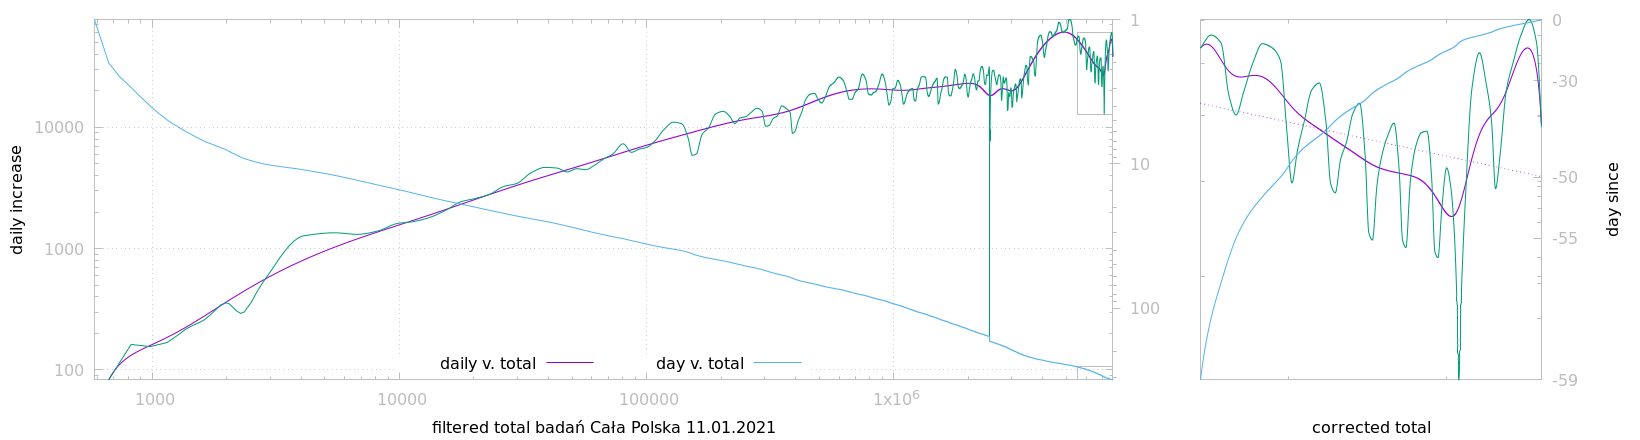 daily increase
10000
1000
100
1000
10000
100000
1x10⁶
1
10
100
daily v. total
day v. total
filtered total badań Cała Polska 11.01.2021
0
-30
-50
-55
-59
day since
corrected total